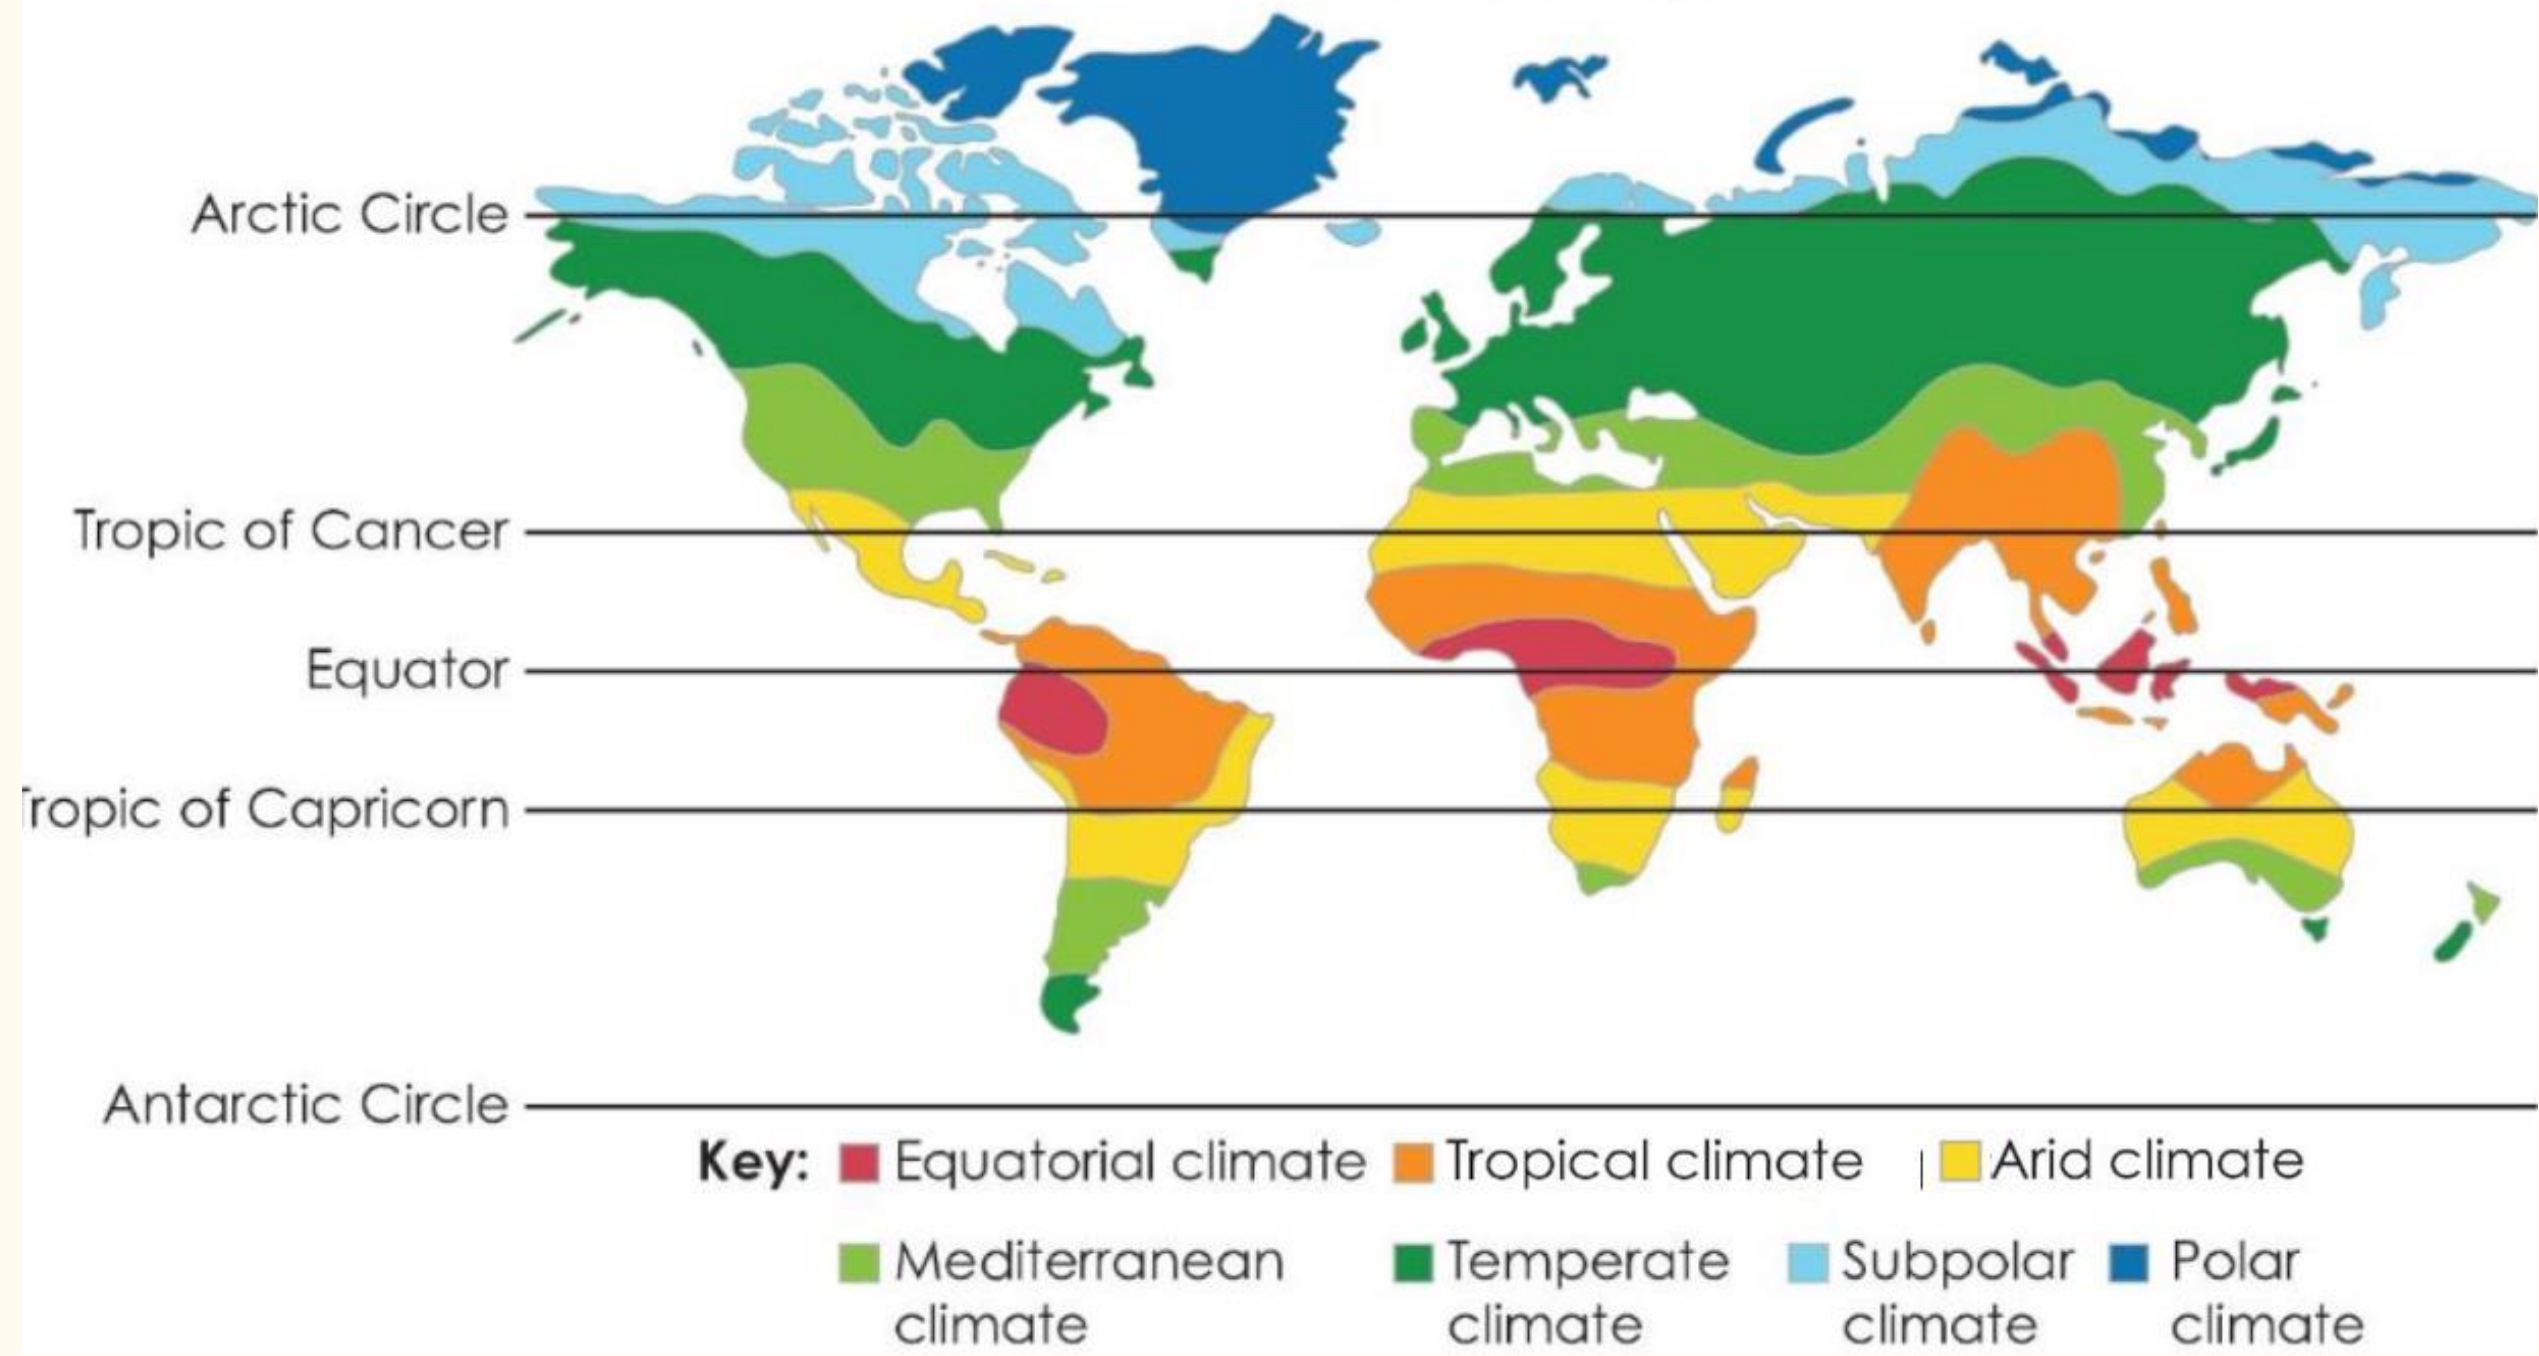 Arctic Circle
Tropic of Cancer
Equator
Tropic of Capricorn
Antarctic Circle
Key: Equatorial climate Tropical climate | Arid climate
Mediterranean climate Temperate climate Subpolar climate Polar climate